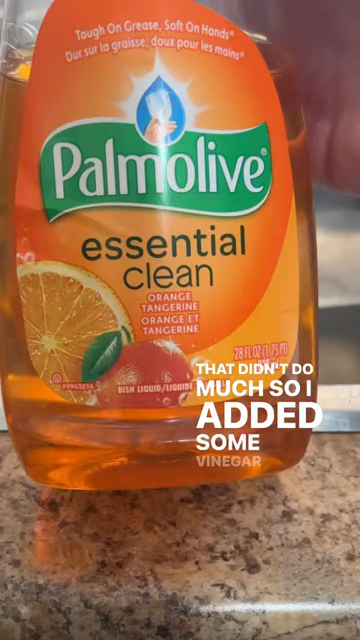 Tough On Grease, Soft On Hands*
Dur sur la graisse, doux pour les mains*
Palmolive®
essential
clean
ORANGE
TANGERINE
ORANGE ET
TANGERINE
28 FL OZ (1.75 PT)
DISH LIQUID/LIQUIDE
THAT DIDN'T DO
MUCH SO I
ADDED
SOME
VINEGAR